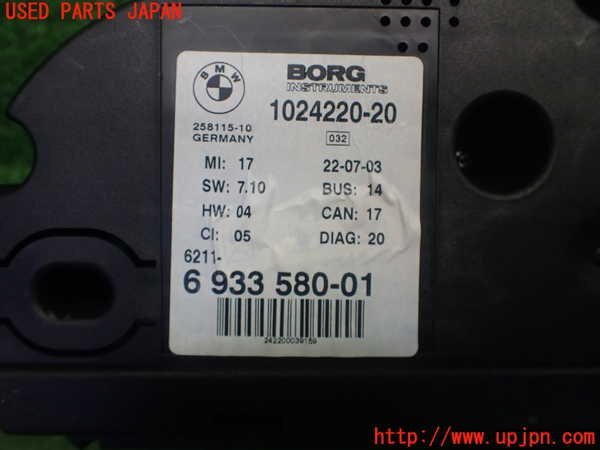 USED PARTS JAPAN
BMW
BORG
INSTRUMENTS
1024220-20
258115-10
GERMANY
032
MI: 17
22-07-03
SW: 7.10
BUS: 14
HW: 04
CAN: 17
CI: 05
DIAG: 20
6211-
6 933 580-01
242200039159
UPJ
http://www.upjpn.com